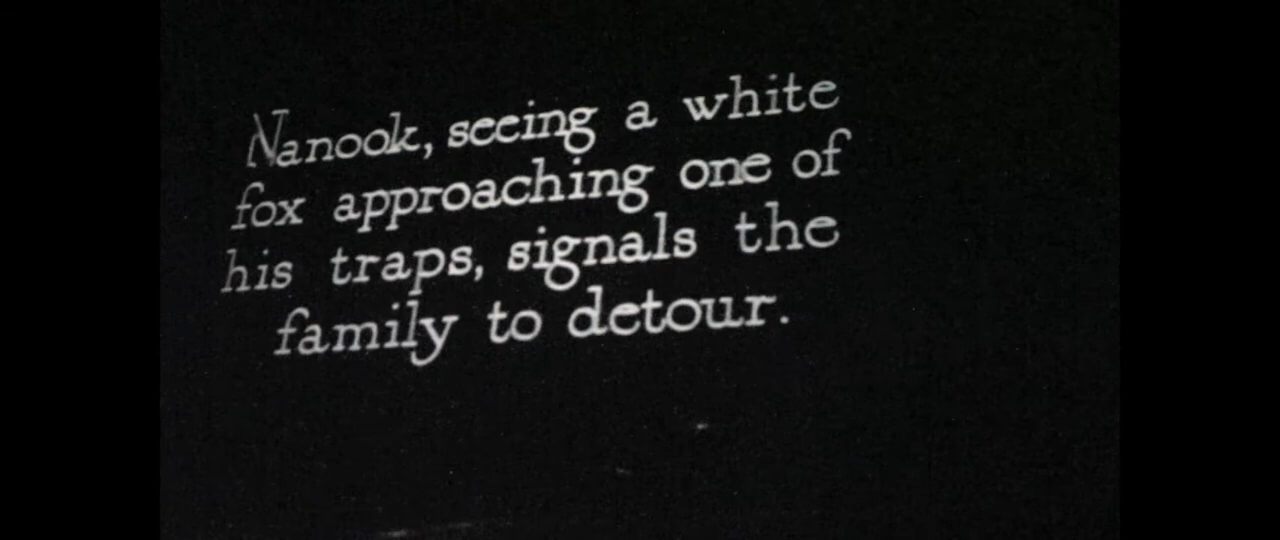 Nanook, seeing a white
fox approaching one of
his traps, signals the
family to detour.